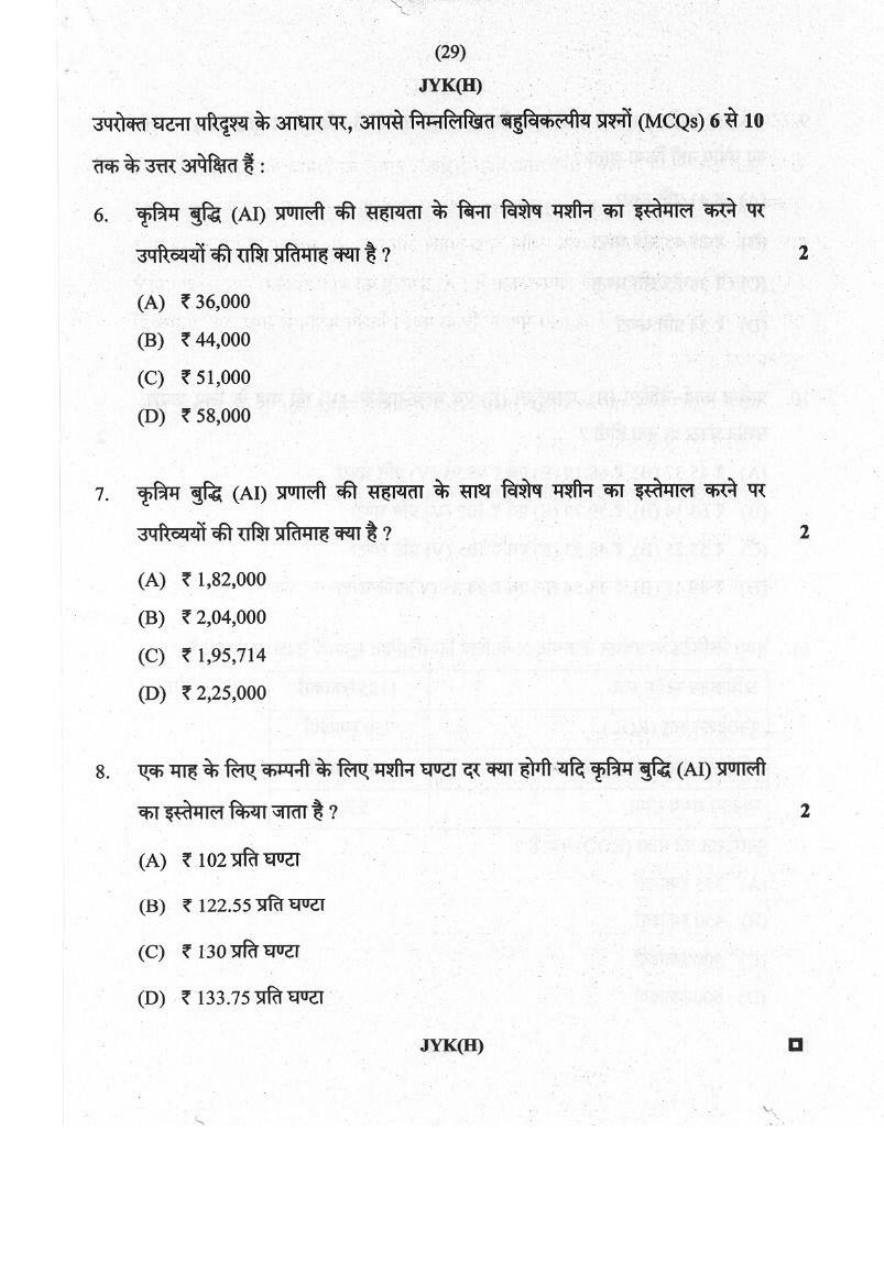 (29)
JYK(H)
उपरोक्त घटना परिदृश्य के आधार पर, आपसे निम्नलिखित बहुविकल्पीय प्रश्नों (MCQs) 6 से 10
तक के उत्तर अपेक्षित हैं :
6. कृत्रिम बुद्धि (AI) प्रणाली की सहायता के बिना विशेष मशीन का इस्तेमाल करने पर
उपरिव्ययों की राशि प्रतिमाह क्या है ? 2
(A) ₹ 36,000
(B) ₹ 44,000
(C) ₹ 51,000
(D) ₹ 58,000
7. कृत्रिम बुद्धि (AI) प्रणाली की सहायता के साथ विशेष मशीन का इस्तेमाल करने पर
उपरिव्ययों की राशि प्रतिमाह क्या है ? 2
(A) ₹ 1,82,000
(B) ₹ 2,04,000
(C) ₹ 1,95,714
(D) ₹ 2,25,000
8. एक माह के लिए कम्पनी के लिए मशीन घण्टा दर क्या होगी यदि कृत्रिम बुद्धि (AI) प्रणाली
का इस्तेमाल किया जाता है ? 2
(A) ₹ 102 प्रति घण्टा
(B) ₹ 122.55 प्रति घण्टा
(C) ₹ 130 प्रति घण्टा
(D) ₹ 133.75 प्रति घण्टा
JYK(H)